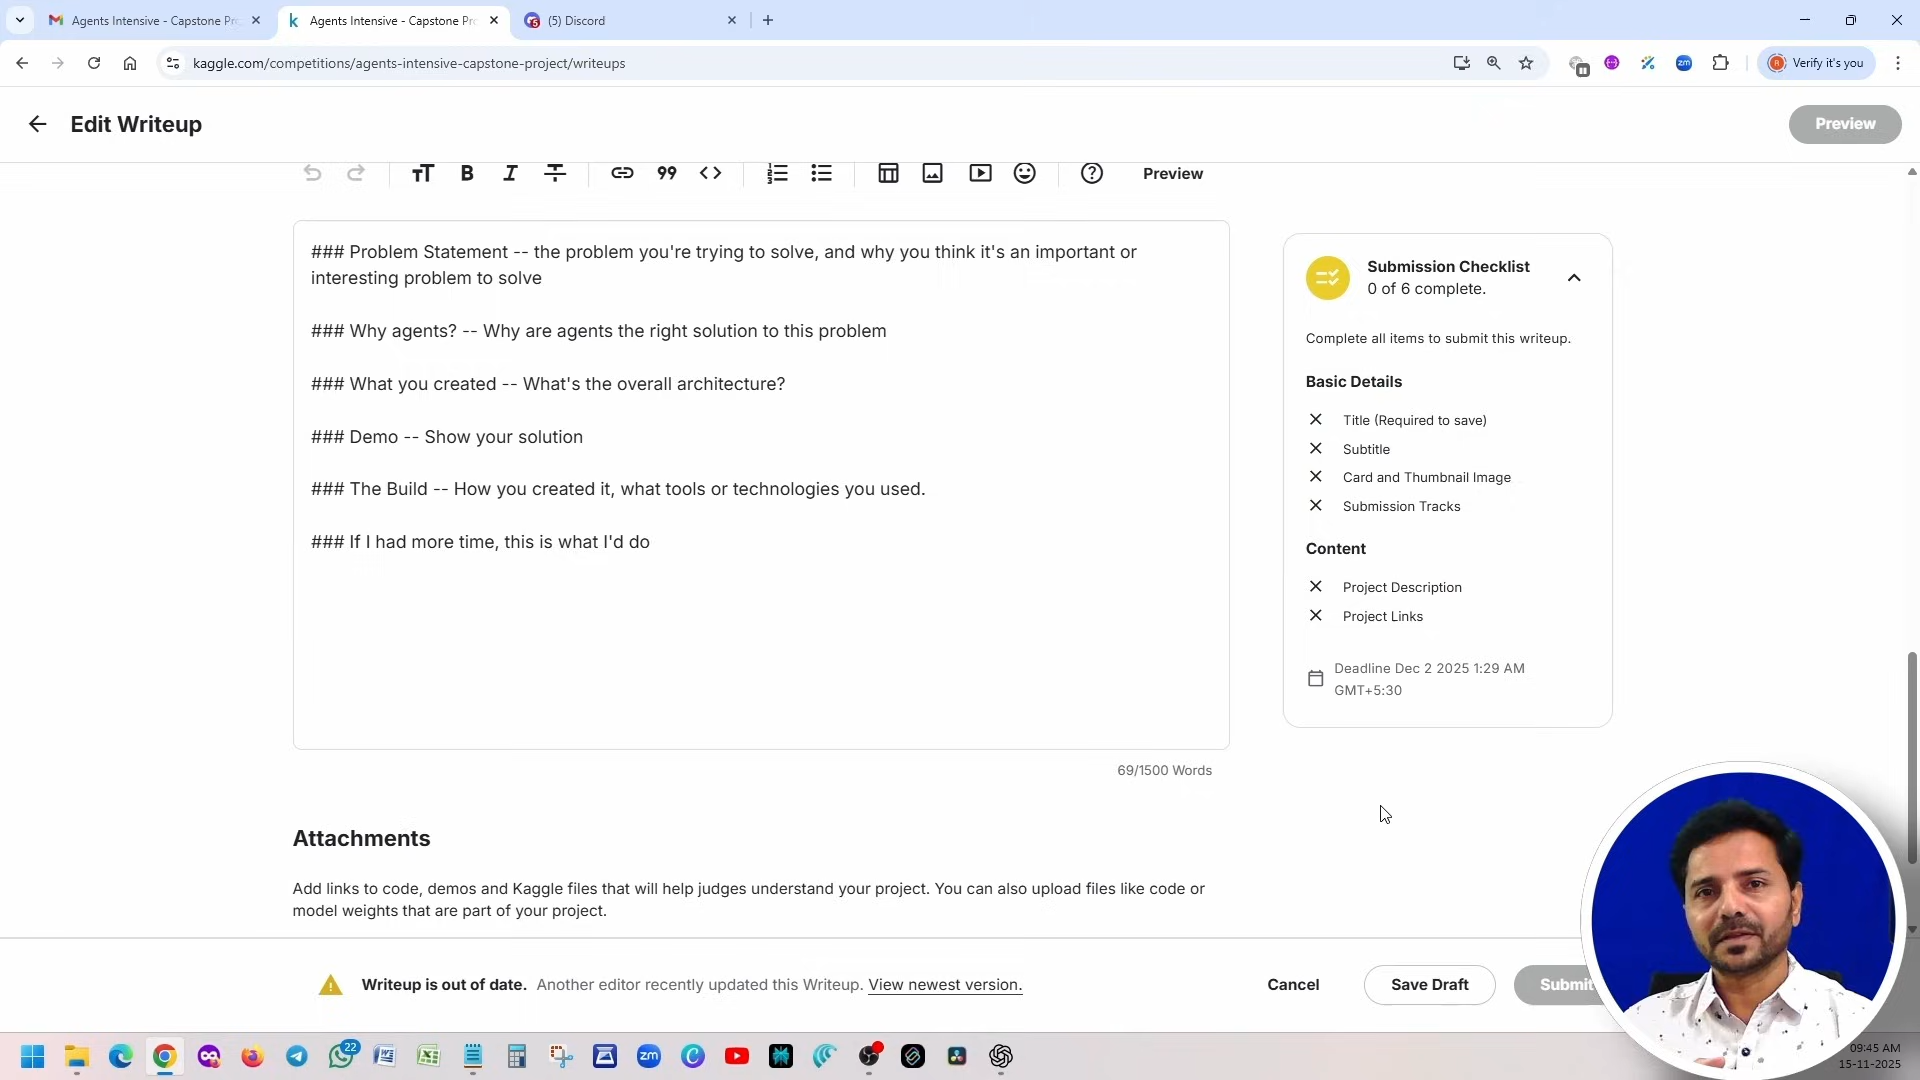 Agents Intensive - Capstone Pr
Agents Intensive - Capstone Pr
(5) Discord
kaggle.com/competitions/agents-intensive-capstone-project/writeups
Verify it's you
Edit Writeup
Preview
Preview
### Problem Statement -- the problem you're trying to solve, and why you think it's an important or
interesting problem to solve
### Why agents? -- Why are agents the right solution to this problem
### What you created -- What's the overall architecture?
### Demo -- Show your solution
### The Build -- How you created it, what tools or technologies you used.
### If I had more time, this is what I'd do
69/1500 Words
Submission Checklist
0 of 6 complete.
Complete all items to submit this writeup.
Basic Details
Title (Required to save)
Subtitle
Card and Thumbnail Image
Submission Tracks
Content
Project Description
Project Links
Deadline Dec 2 2025 1:29 AM
GMT+5:30
Attachments
Add links to code, demos and Kaggle files that will help judges understand your project. You can also upload files like code or
model weights that are part of your project.
Writeup is out of date. Another editor recently updated this Writeup. View newest version.
Cancel
Save Draft
Submit
22
zm
09:45 AM
15-11-2025